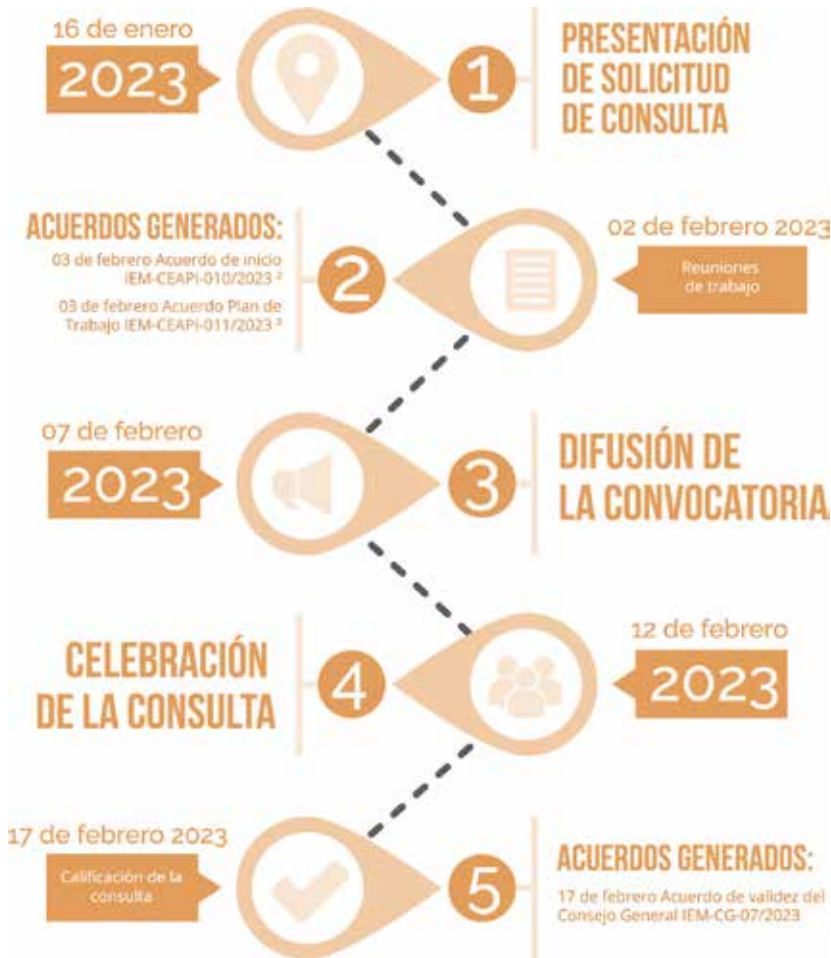 16 de enero
2023
1
PRESENTACIÓN
DE SOLICITUD
DE CONSULTA
ACUERDOS GENERADOS:
03 de febrero Acuerdo de inicio
IEM-CEAPI-010/2023 ²
03 de febrero Acuerdo Plan de
Trabajo IEM-CEAPI-011/2023 ³
2
02 de febrero 2023
Reuniones
de trabajo
07 de febrero
2023
3
DIFUSIÓN DE
LA CONVOCATORIA
CELEBRACIÓN
DE LA CONSULTA
4
12 de febrero
2023
17 de febrero 2023
Calificación de la
consulta
5
ACUERDOS GENERADOS:
17 de febrero Acuerdo de validez del
Consejo General IEM-CG-07/2023